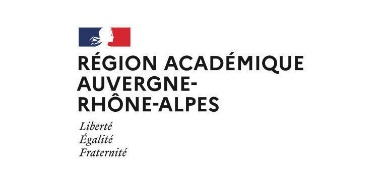 RÉGION ACADÉMIQUE
AUVERGNE-
RHÔNE-ALPES
Liberté
Égalité
Fraternité